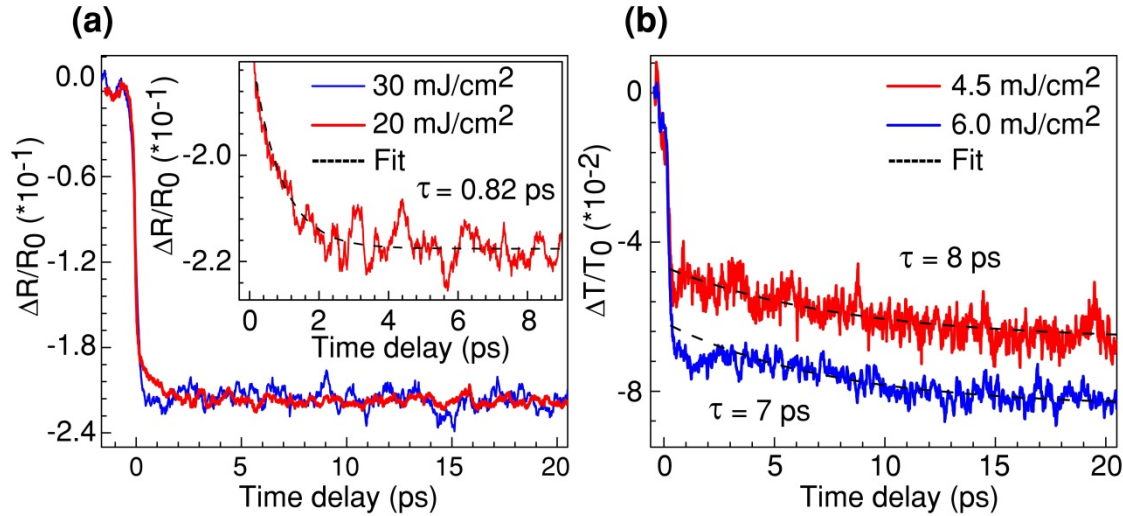 (a)
ΔR/R0 (*10-1)
0.0
-0.6
-1.2
-1.8
-2.4
0
5
10
15
20
Time delay (ps)
ΔR/R0 (*10-1)
-2.0
-2.2
0
2
4
6
8
Time delay (ps)
30 mJ/cm2
20 mJ/cm2
Fit
τ = 0.82 ps
(b)
ΔT/T0 (*10-2)
0
-4
-8
0
5
10
15
20
Time delay (ps)
4.5 mJ/cm2
6.0 mJ/cm2
Fit
τ = 8 ps
τ = 7 ps